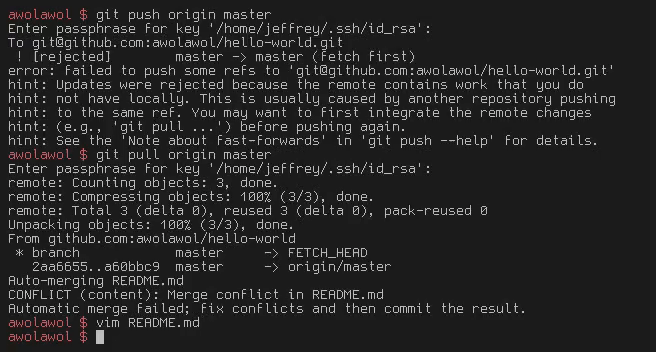 awolawol $ git push origin master
Enter passphrase for key '/home/jeffrey/.ssh/id_rsa':
To git@github.com:awolawol/hello-world.git
 ! [rejected]        master -> master (fetch first)
error: failed to push some refs to 'git@github.com:awolawol/hello-world.git'
hint: Updates were rejected because the remote contains work that you do
hint: not have locally. This is usually caused by another repository pushing
hint: to the same ref. You may want to first integrate the remote changes
hint: (e.g., 'git pull ...') before pushing again.
hint: See the 'Note about fast-forwards' in 'git push --help' for details.
awolawol $ git pull origin master
Enter passphrase for key '/home/jeffrey/.ssh/id_rsa':
remote: Counting objects: 3, done.
remote: Compressing objects: 100% (3/3), done.
remote: Total 3 (delta 0), reused 3 (delta 0), pack-reused 0
Unpacking objects: 100% (3/3), done.
From github.com:awolawol/hello-world
 * branch            master     -> FETCH_HEAD
   2aa6655..a60bbc9  master     -> origin/master
Auto-merging README.md
CONFLICT (content): Merge conflict in README.md
Automatic merge failed; fix conflicts and then commit the result.
awolawol $ vim README.md
awolawol $